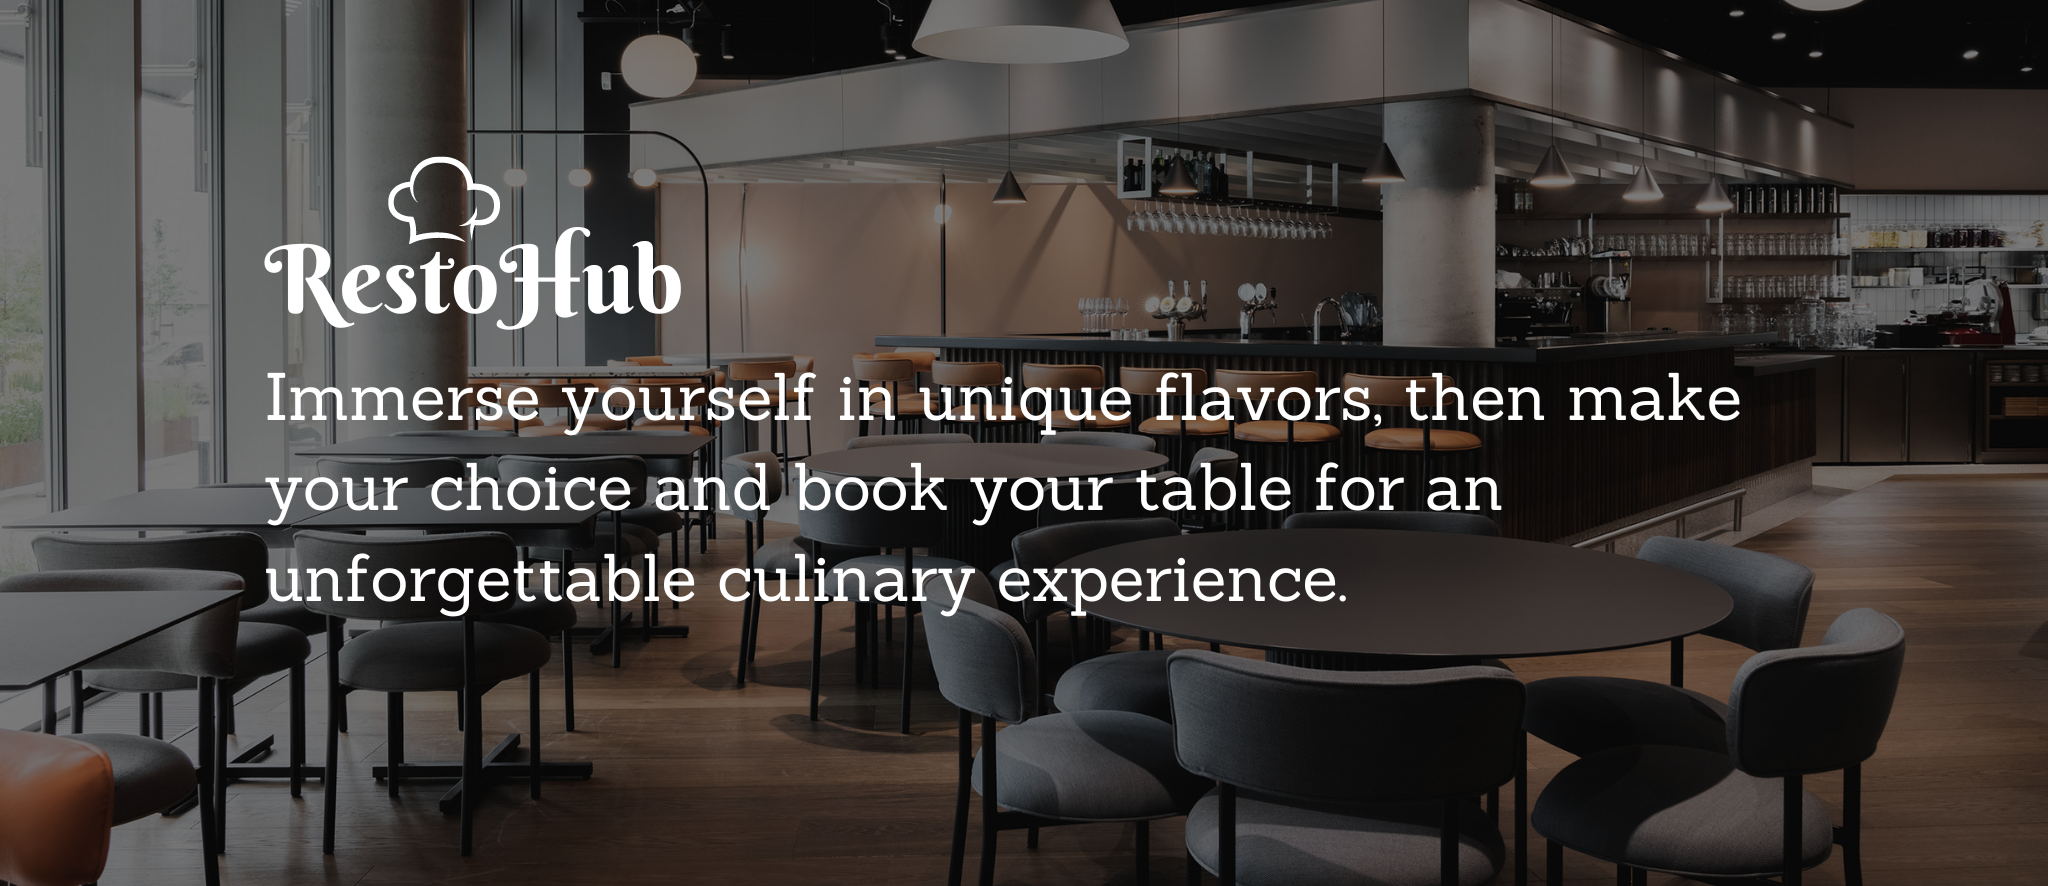 RestoHub
Immerse yourself in unique flavors, then make
your choice and book your table for an
unforgettable culinary experience.